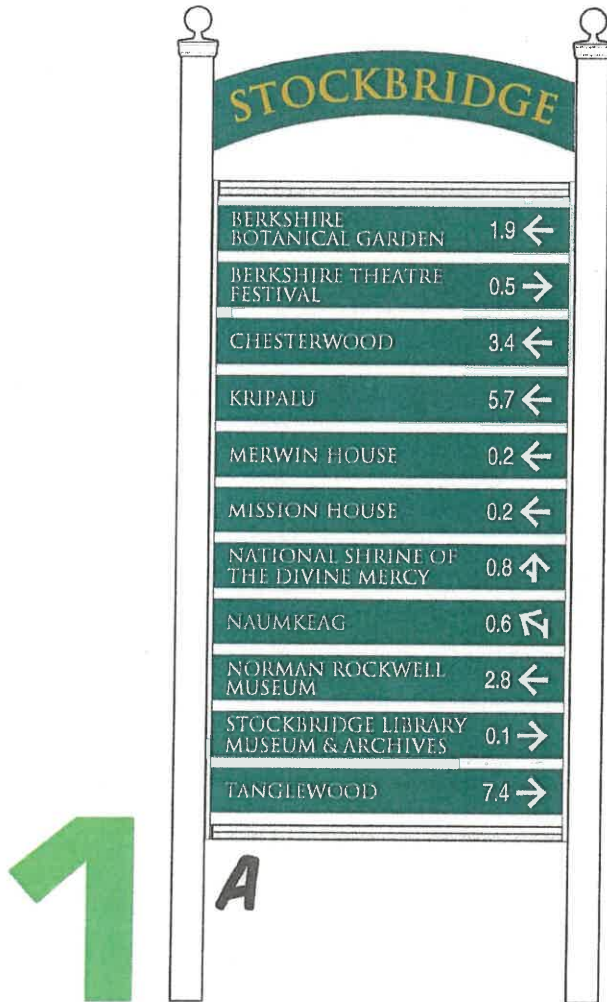 STOCKBRIDGE
BERKSHIRE
BOTANICAL GARDEN 1.9 ←
BERKSHIRE THEATRE
FESTIVAL 0.5 →
CHESTERWOOD 3.4 ←
KRIPALU 5.7 ←
MERWIN HOUSE 0.2 ←
MISSION HOUSE 0.2 ←
NATIONAL SHRINE OF
THE DIVINE MERCY 0.8 ↑
NAUMKEAG 0.6 ↖
NORMAN ROCKWELL
MUSEUM 2.8 ←
STOCKBRIDGE LIBRARY
MUSEUM & ARCHIVES 0.1 →
TANGLEWOOD 7.4 →
1 A